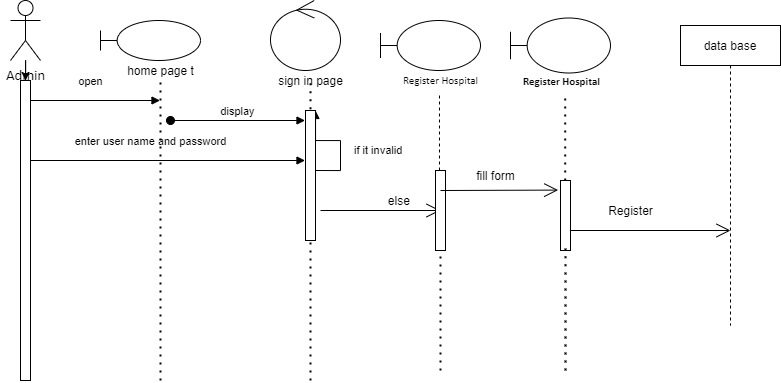 data base
Admin
home page t
sign in page
Register Hospital
Register Hospital
open
display
enter user name and password
if it invalid
fill form
else
Register